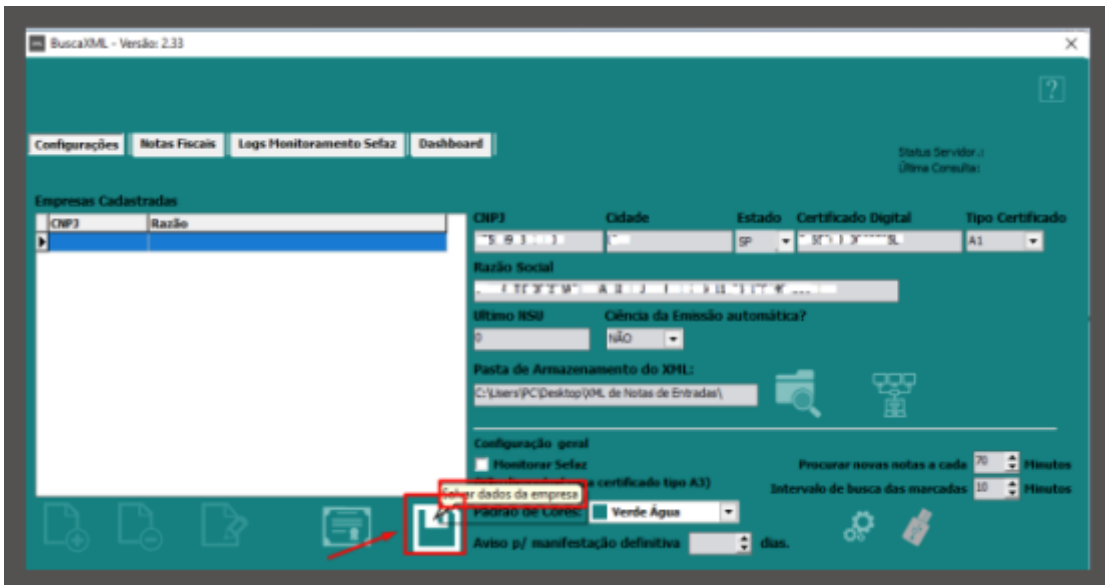 BuscaXML - Versão: 2.33
Configurações Notas Fiscais Logs Monitoramento Sefaz Dashboard
Status Servidor.:
Última Consulta:
Empresas Cadastradas
CNPJ Razão
CNPJ Cidade Estado Certificado Digital Tipo Certificado
SP A1
Razão Social
Ultimo NSU Ciência da Emissão automática?
0 NÃO
Pasta de Armazenamento do XML:
C:\Users\PC\Desktop\XML de Notas de Entradas\
Configuração geral
Monitorar Sefaz Procurar novas notas a cada 70 Minutos
certificado tipo A3) Intervalo de busca das marcadas 10 Minutos
Salvar dados da empresa
Padrão de Cores: Verde Água
Aviso p/ manifestação definitiva dias.